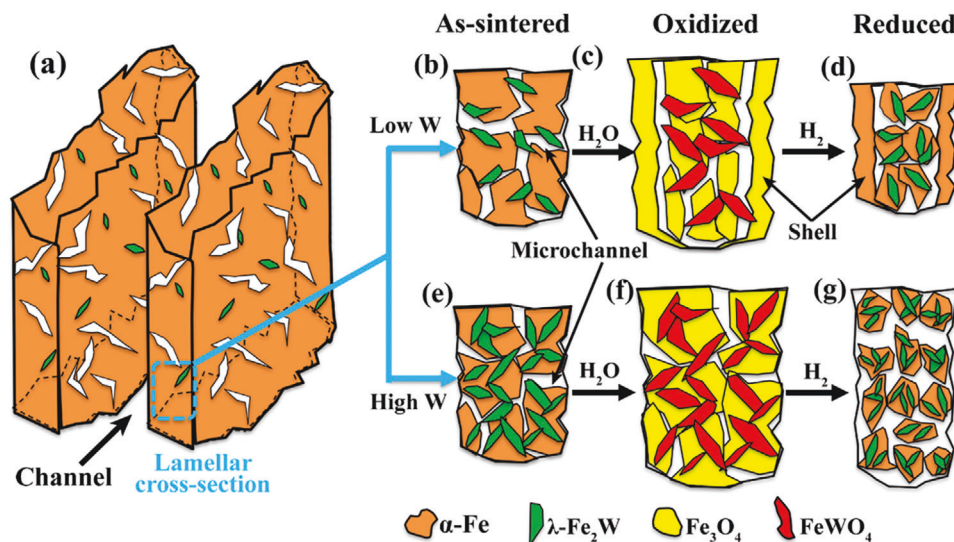 As-sintered
Oxidized
Reduced
(a)
(b)
(c)
(d)
Low W
H₂O
H₂
Microchannel
Shell
(e)
(f)
(g)
High W
H₂O
H₂
Channel
Lamellar
cross-section
α-Fe
λ-Fe₂W
Fe₃O₄
FeWO₄